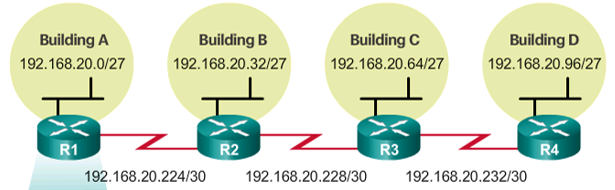 Building A
192.168.20.0/27
Building B
192.168.20.32/27
Building C
192.168.20.64/27
Building D
192.168.20.96/27
R1
R2
R3
R4
192.168.20.224/30
192.168.20.228/30
192.168.20.232/30